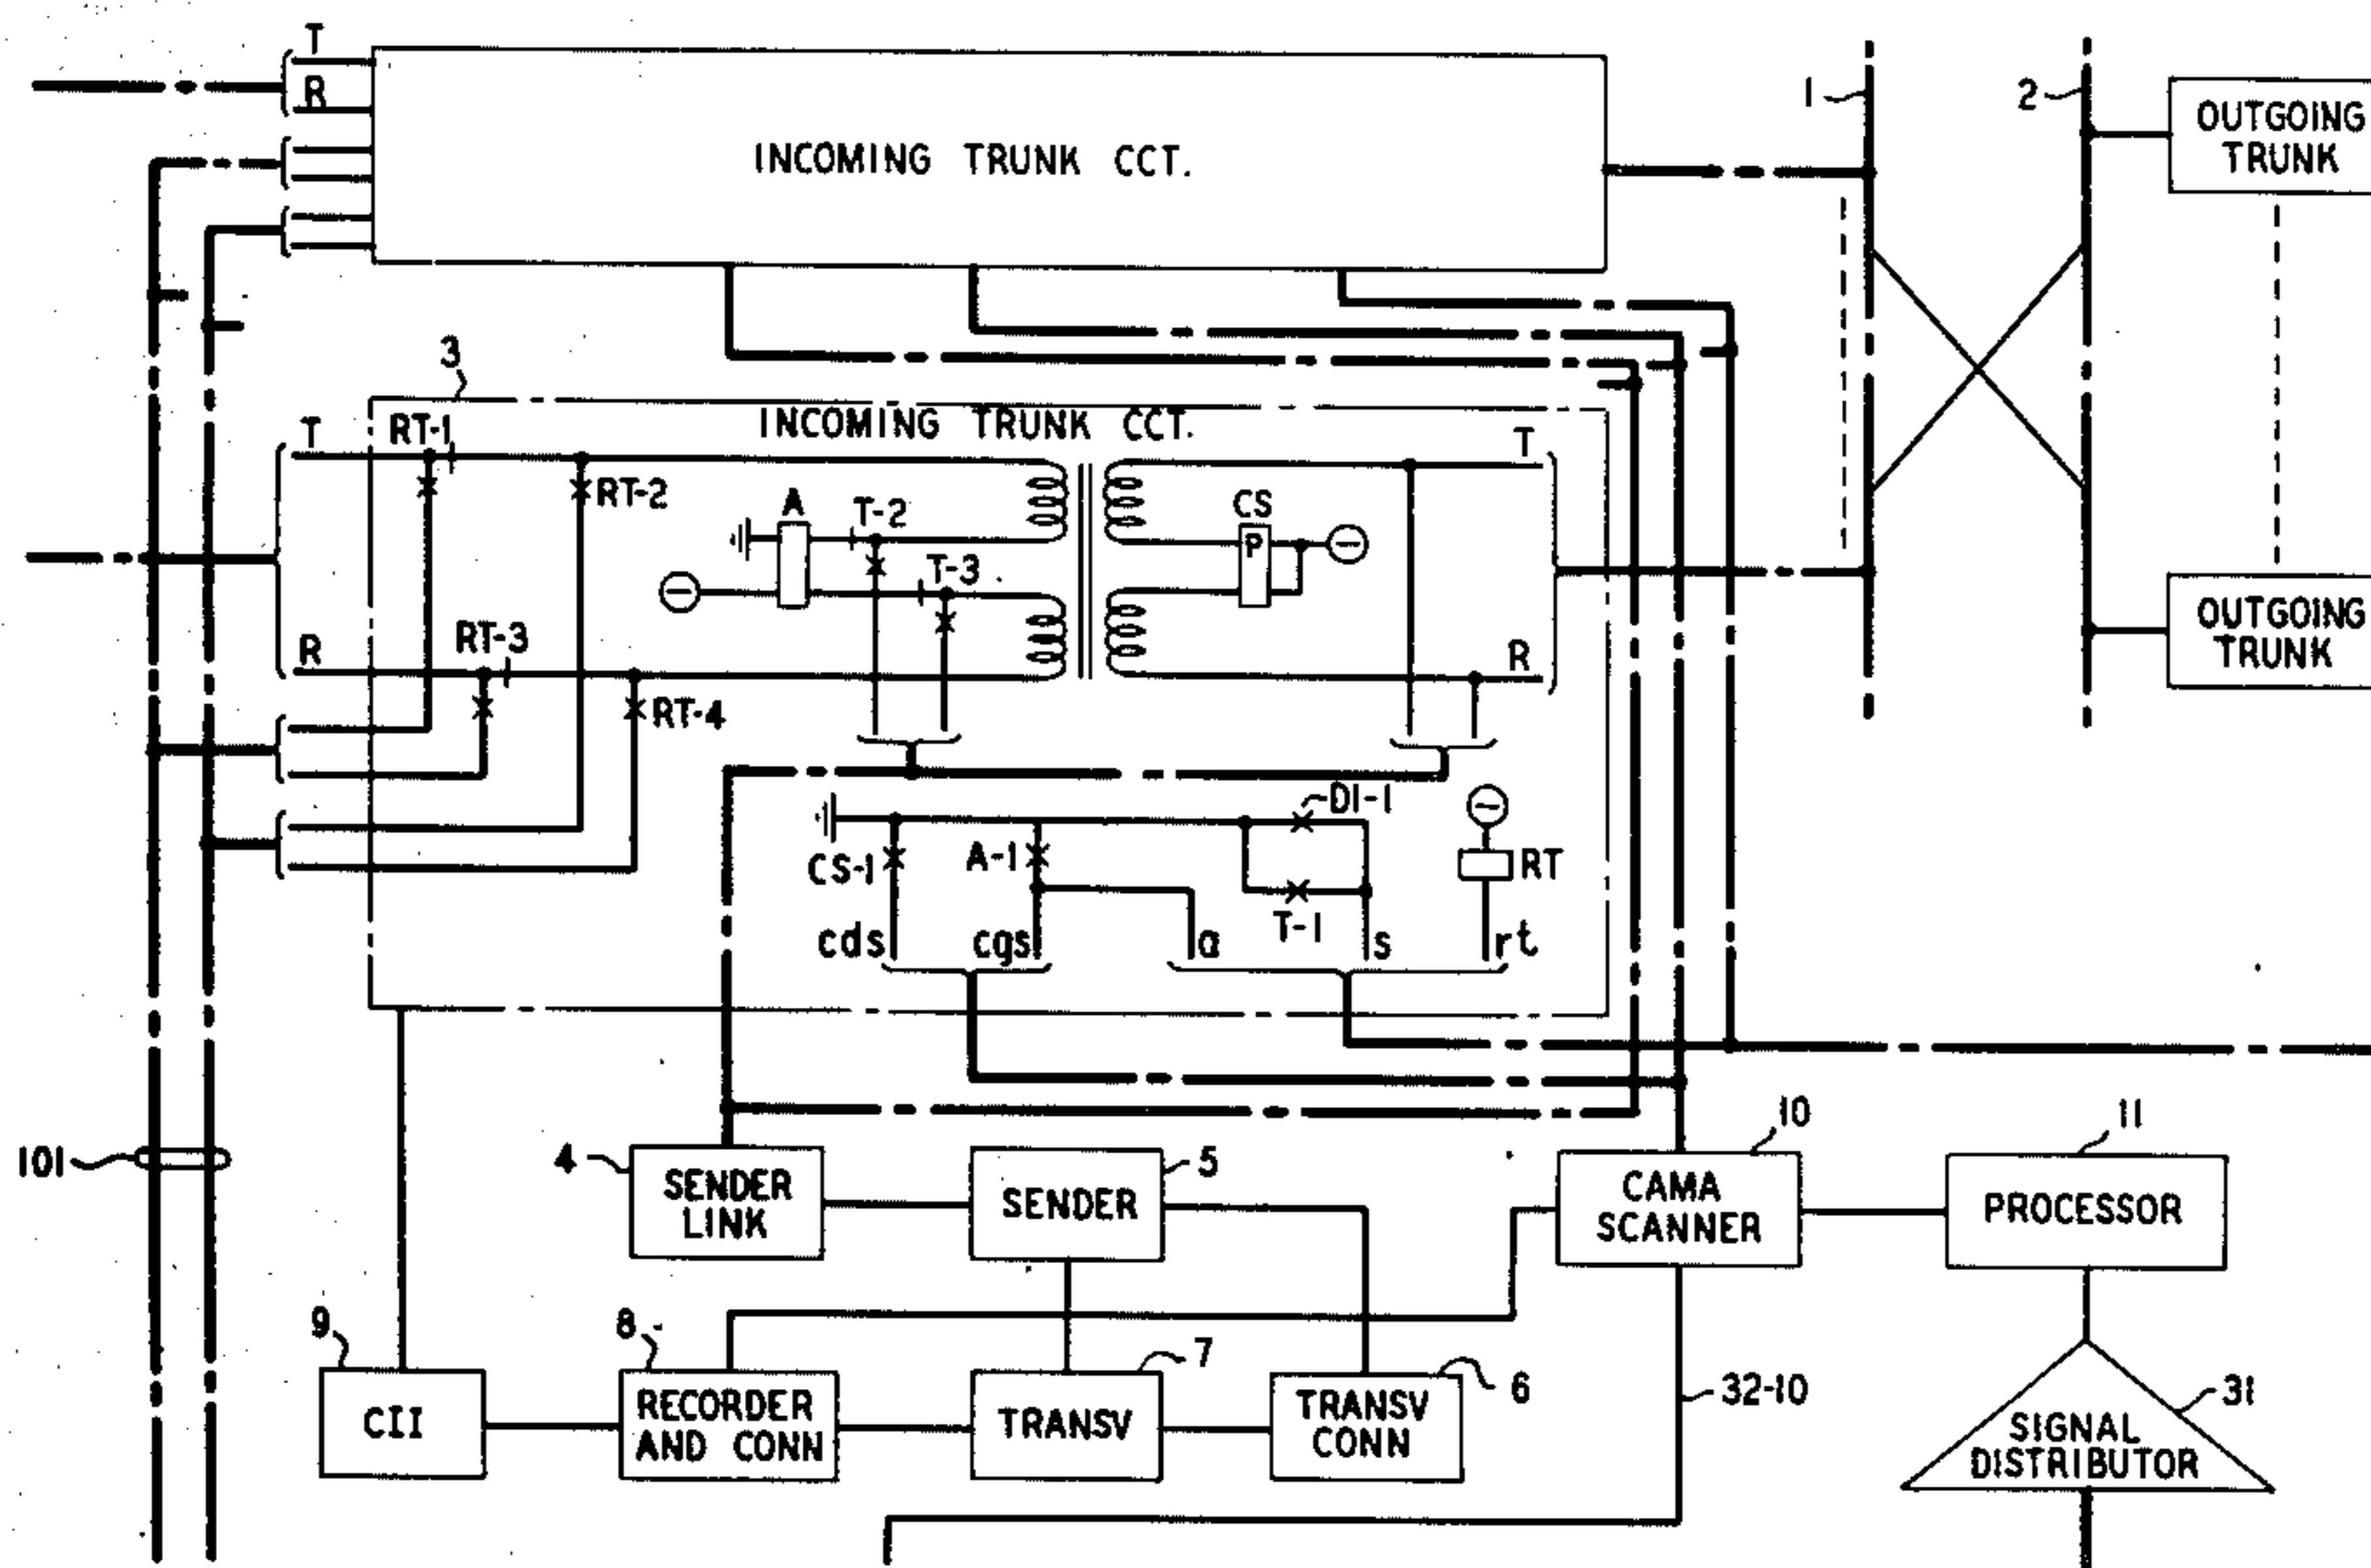 T
R
INCOMING TRUNK CCT.
1
2
OUTGOING
TRUNK
3
INCOMING TRUNK CCT.
T
RT-1
RT-2
A
T-2
T-3
CS
P
T
R
RT-3
RT-4
R
OUTGOING
TRUNK
D1-1
CS-1
A-1
T-1
RT
cds
cgs
a
s
rt
101
4
SENDER
LINK
5
SENDER
10
CAMA
SCANNER
11
PROCESSOR
9
CII
8
RECORDER
AND CONN
7
TRANSV
6
TRANSV
CONN
32-10
31
SIGNAL
DISTRIBUTOR